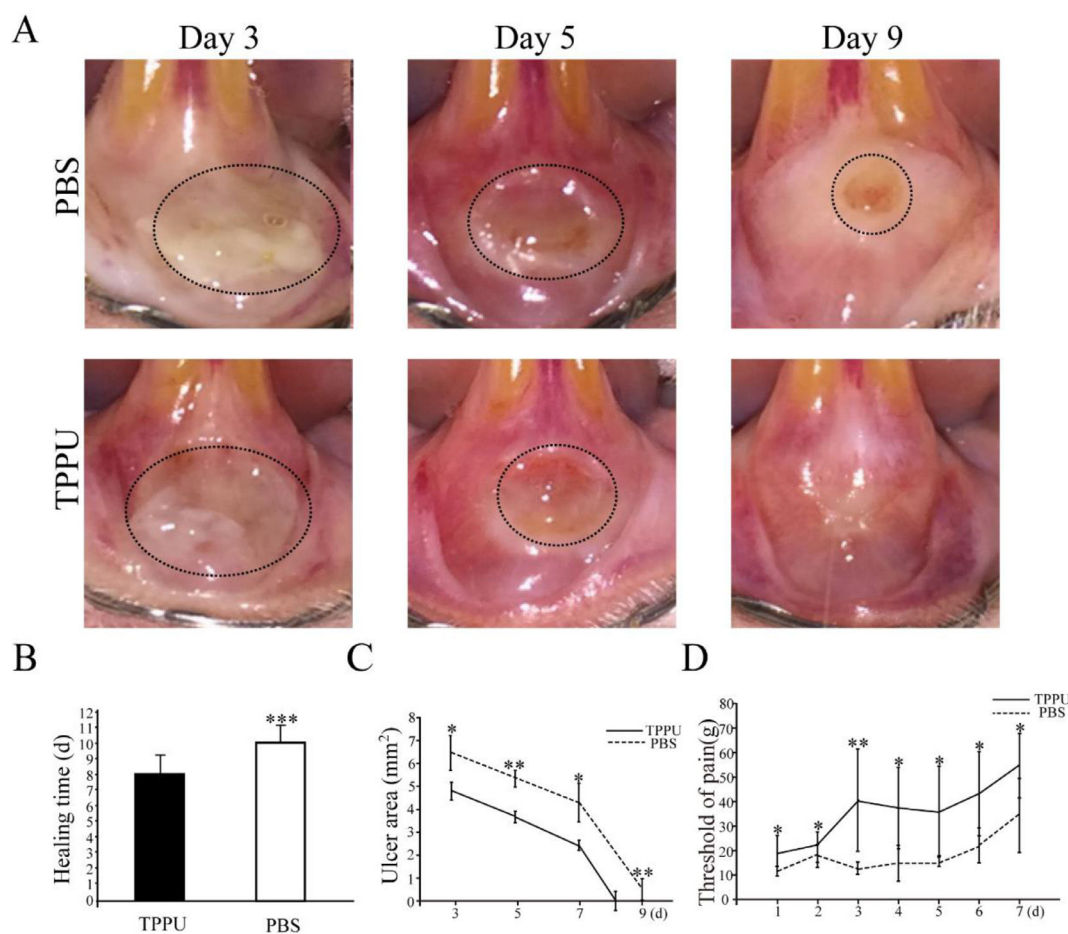 A
Day 3 Day 5 Day 9
PBS
TPPU
B
Healing time (d)
12
11
10
9
8
7
6
5
4
3
2
1
0
***
TPPU PBS
C
Ulcer area (mm²)
8
7
6
5
4
3
2
1
0
TPPU
PBS
* ** * **
3 5 7 9 (d)
D
Threshold of pain(g)
80
70
60
50
40
30
20
10
0
TPPU
PBS
* * ** * * * *
1 2 3 4 5 6 7 (d)